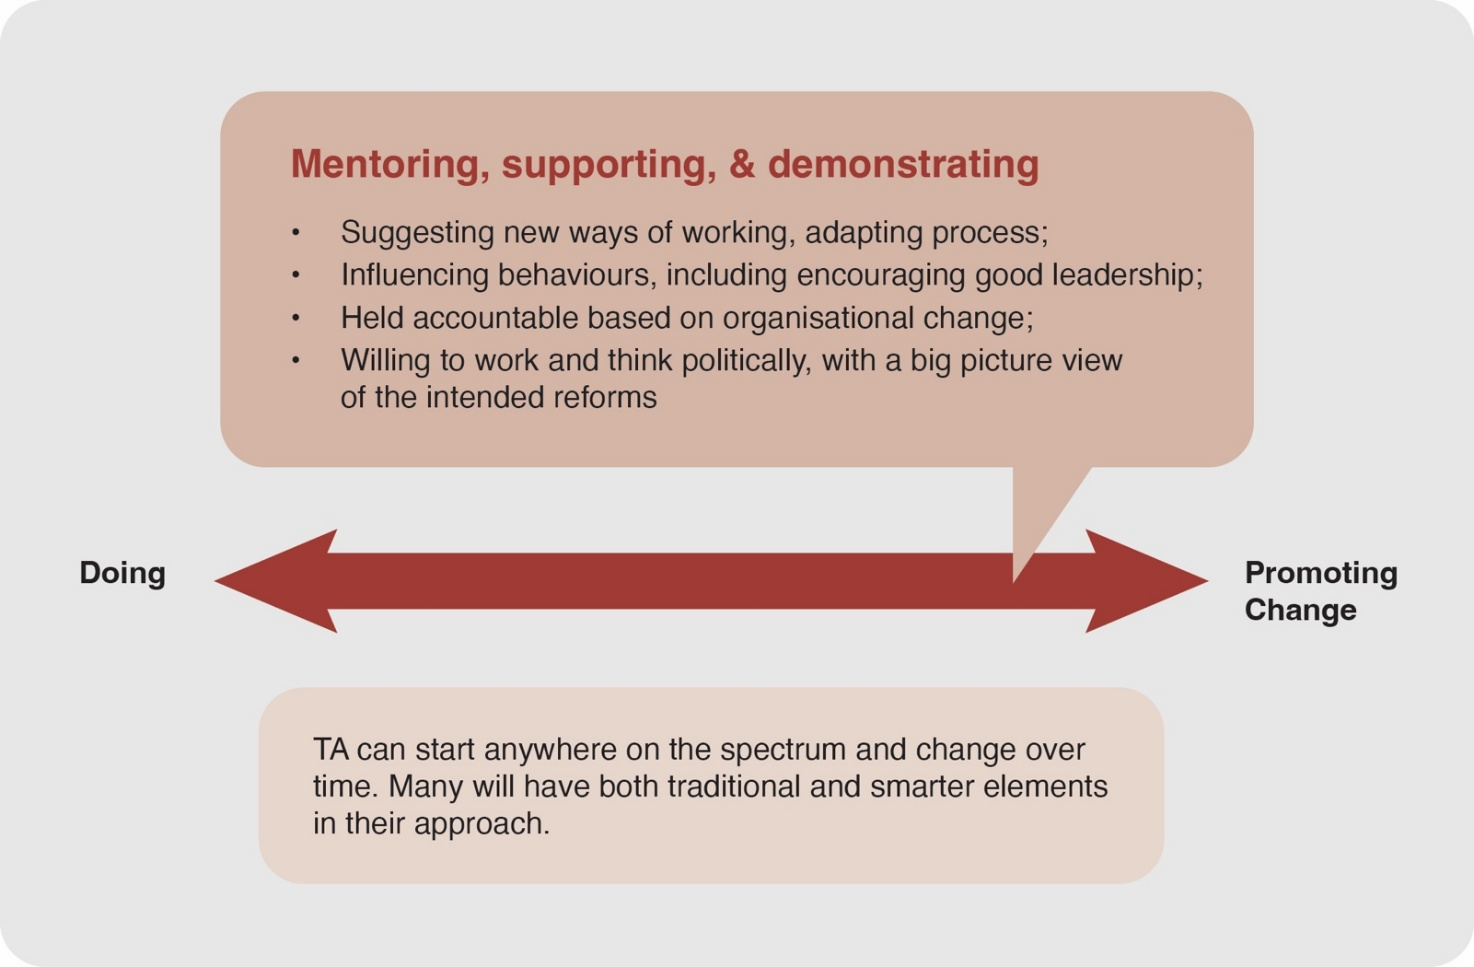 Mentoring, supporting, & demonstrating
• Suggesting new ways of working, adapting process;
• Influencing behaviours, including encouraging good leadership;
• Held accountable based on organisational change;
• Willing to work and think politically, with a big picture view
of the intended reforms
Doing
Promoting
Change
TA can start anywhere on the spectrum and change over
time. Many will have both traditional and smarter elements
in their approach.